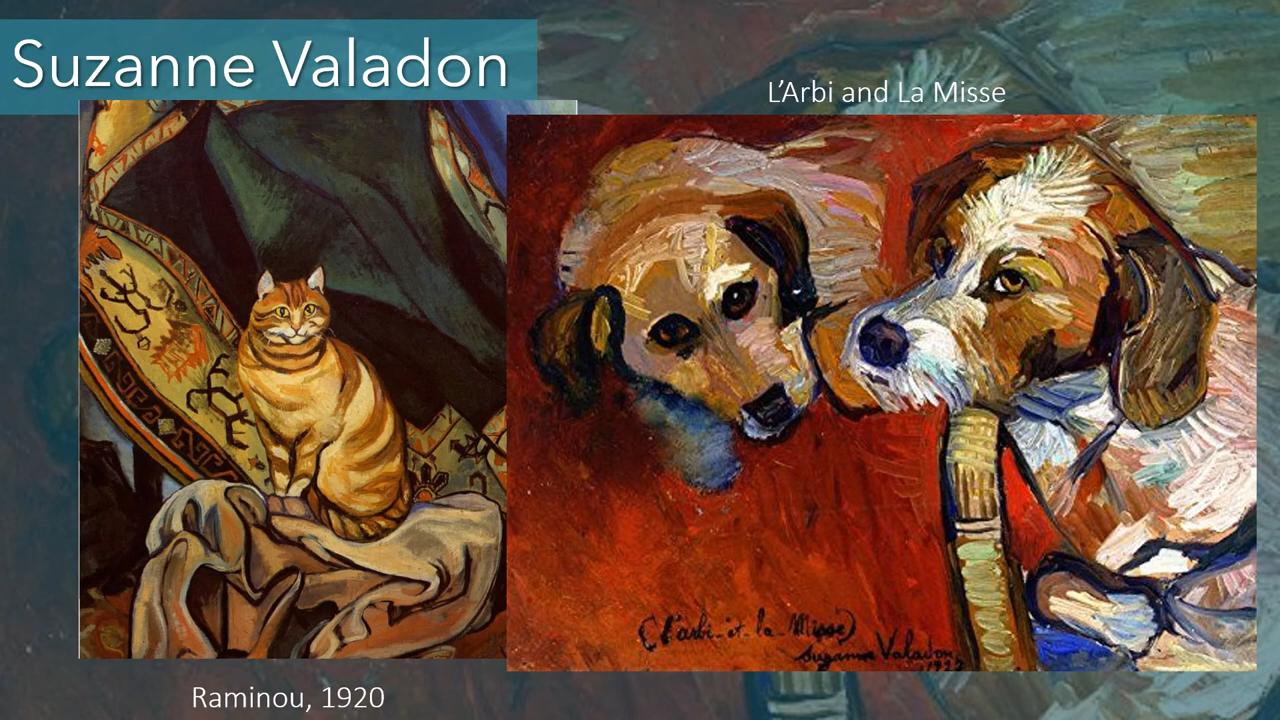 Suzanne Valadon
L’Arbi and La Misse
(l'arbi-et-la-Misse)
Suzanne Valadon
Raminou, 1920